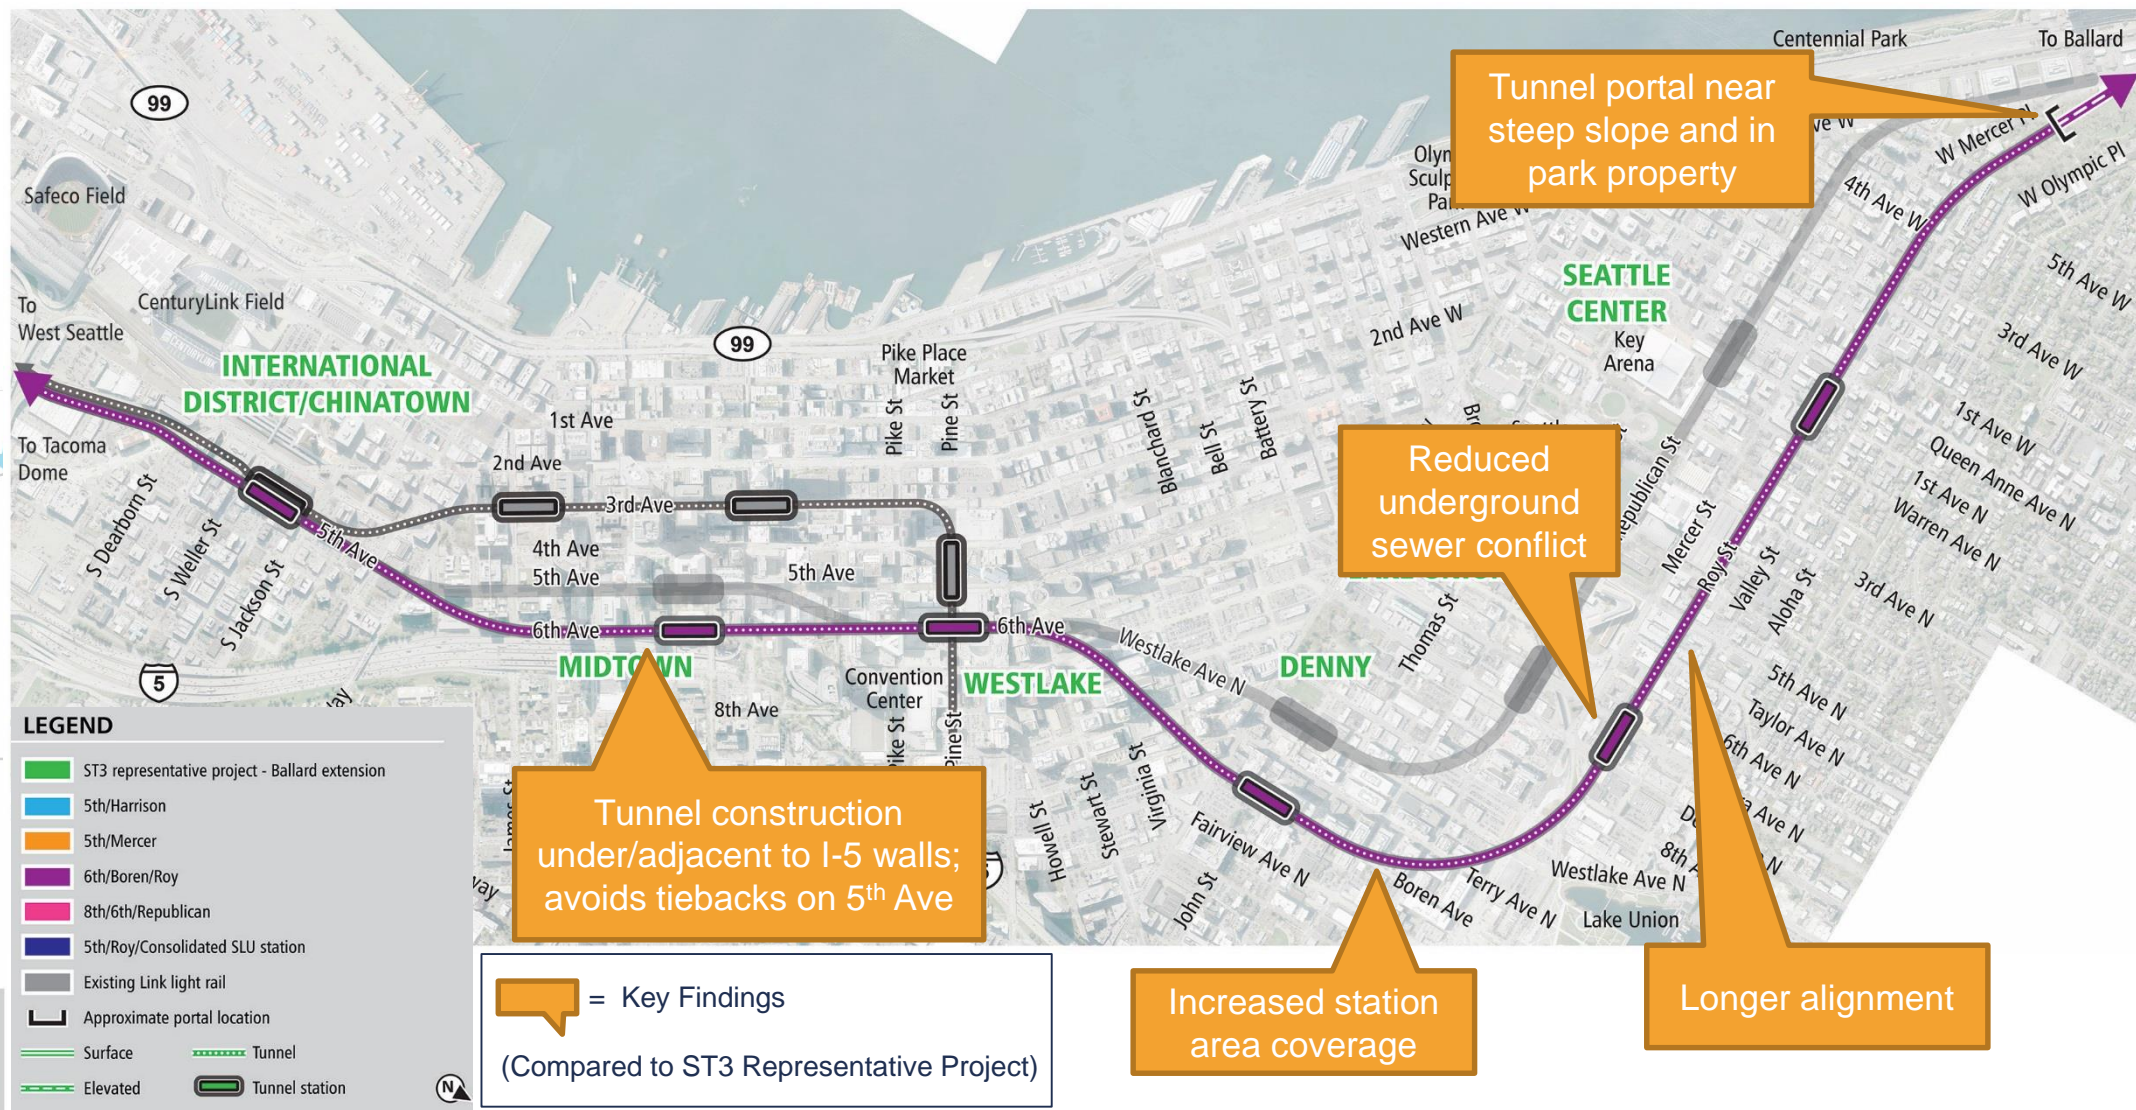 Centennial Park
To Ballard
99
Tunnel portal near
steep slope and in
park property
W Mercer Pl
W Olympic Pl
Safeco Field
4th Ave W
Western Ave W
5th Ave W
To
West Seattle
CenturyLink Field
SEATTLE
CENTER
Key
Arena
2nd Ave W
3rd Ave W
99
Pike Place
Market
INTERNATIONAL
DISTRICT/CHINATOWN
1st Ave
Pike St
Pine St
Blanchard St
Bell St
Battery St
1st Ave W
Queen Anne Ave N
1st Ave N
Warren Ave N
To Tacoma
Dome
2nd Ave
3rd Ave
Reduced
underground
sewer conflict
Republican St
Mercer St
Roy St
Valley St
Aloha St
3rd Ave N
S Dearborn St
S Weller St
S Jackson St
5th Ave
4th Ave
5th Ave
5th Ave
6th Ave
6th Ave
Westlake Ave N
Thomas St
MIDTOWN
Convention
Center
WESTLAKE
DENNY
8th Ave
5th Ave N
Taylor Ave N
6th Ave N
5
Pike St
Pine St
James St
Howell St
Stewart St
Virginia St
Fairview Ave N
John St
Boren Ave
Terry Ave N
Westlake Ave N
Lake Union
Tunnel construction
under/adjacent to I-5 walls;
avoids tiebacks on 5th Ave
Increased station
area coverage
Longer alignment
LEGEND
ST3 representative project - Ballard extension
5th/Harrison
5th/Mercer
6th/Boren/Roy
8th/6th/Republican
5th/Roy/Consolidated SLU station
Existing Link light rail
Approximate portal location
Surface
Tunnel
Elevated
Tunnel station
N
= Key Findings
(Compared to ST3 Representative Project)